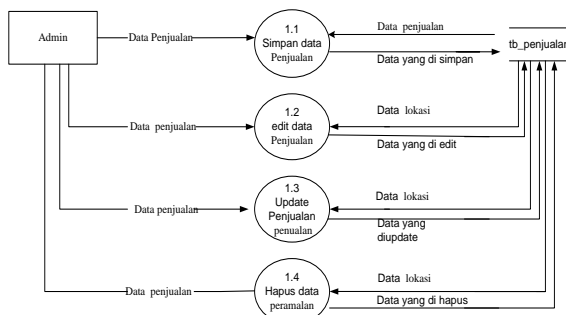 Admin
Data Penjualan
1.1
Simpan data
Penjualan
Data penjualan
Data yang di simpan
tb_penjualan
Data penjualan
1.2
edit data
Penjualan
Data lokasi
Data yang di edit
Data penjualan
1.3
Update
Penjualan
penualan
Data lokasi
Data yang
diupdate
Data penjualan
1.4
Hapus data
peramalan
Data lokasi
Data yang di hapus